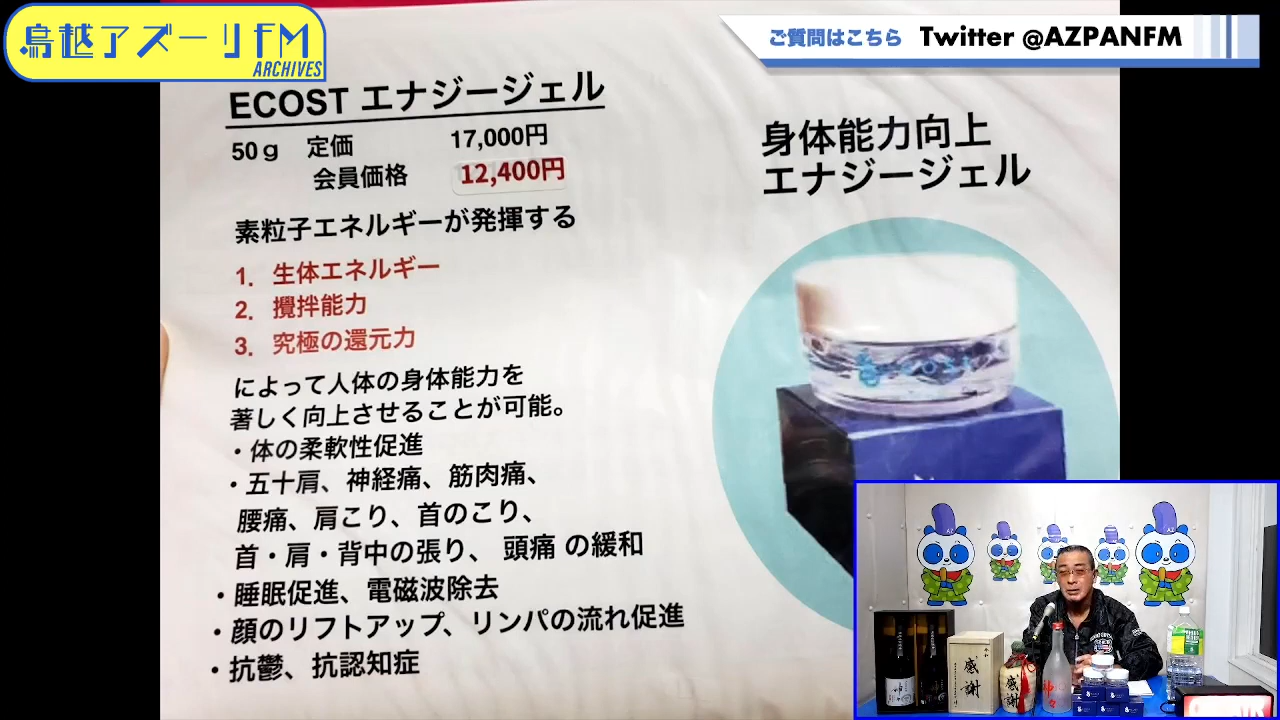 鳥越アズーリFM
ARCHIVES
ご質問はこちら Twitter @AZPANFM
ECOST エナジージェル
50g 定価 17,000円
会員価格 12,400円
素粒子エネルギーが発揮する
1. 生体エネルギー
2. 攪拌能力
3. 究極の還元力
によって人体の身体能力を
著しく向上させることが可能。
・体の柔軟性促進
・五十肩、神経痛、筋肉痛、
腰痛、肩こり、首のこり、
首・肩・背中の張り、頭痛 の緩和
・睡眠促進、電磁波除去
・顔のリフトアップ、リンパの流れ促進
・抗鬱、抗認知症
身体能力向上
エナジージェル
AZ
AZ
感謝
感謝